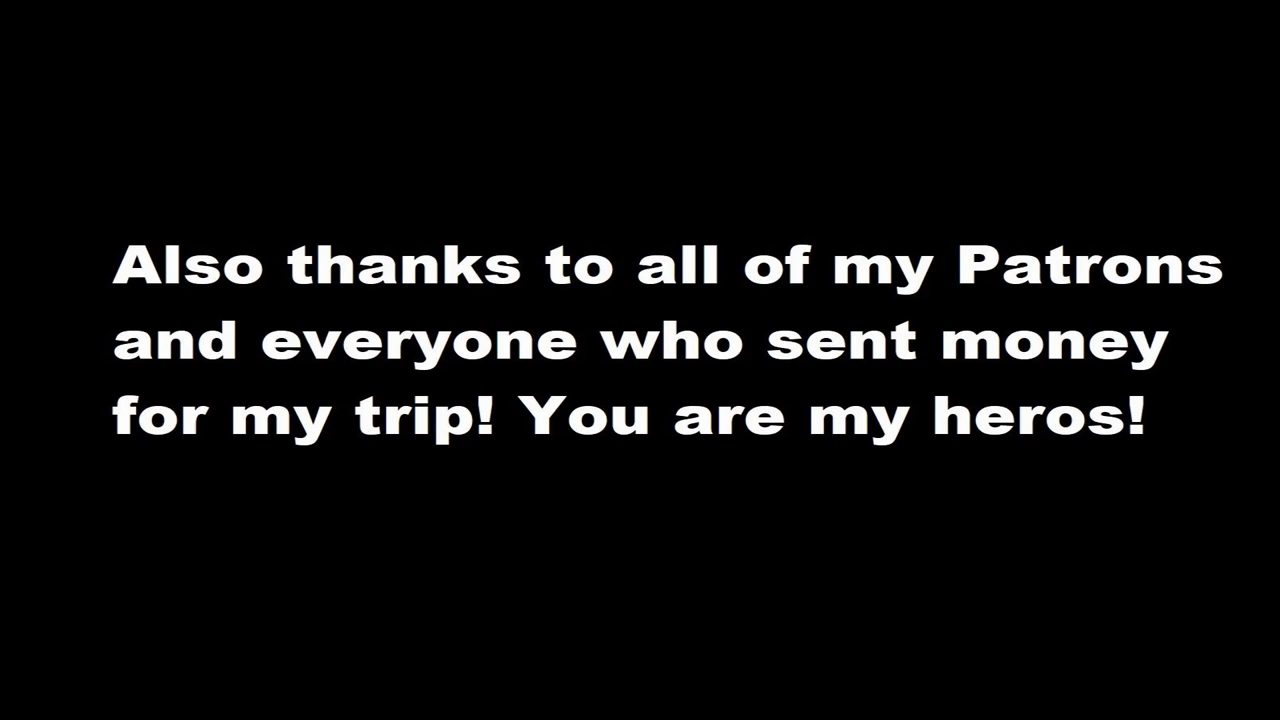 Also thanks to all of my Patrons
and everyone who sent money
for my trip! You are my heros!